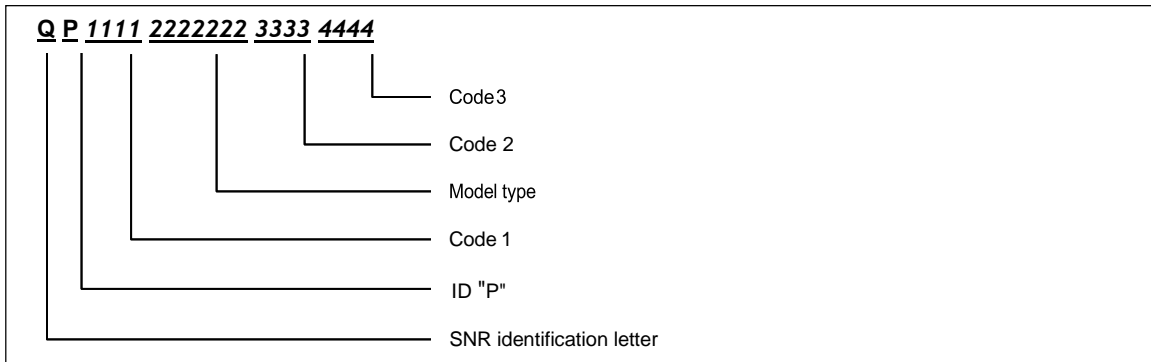 Q P 1111 2222222 3333 4444
Code3
Code 2
Model type
Code 1
ID "P"
SNR identification letter